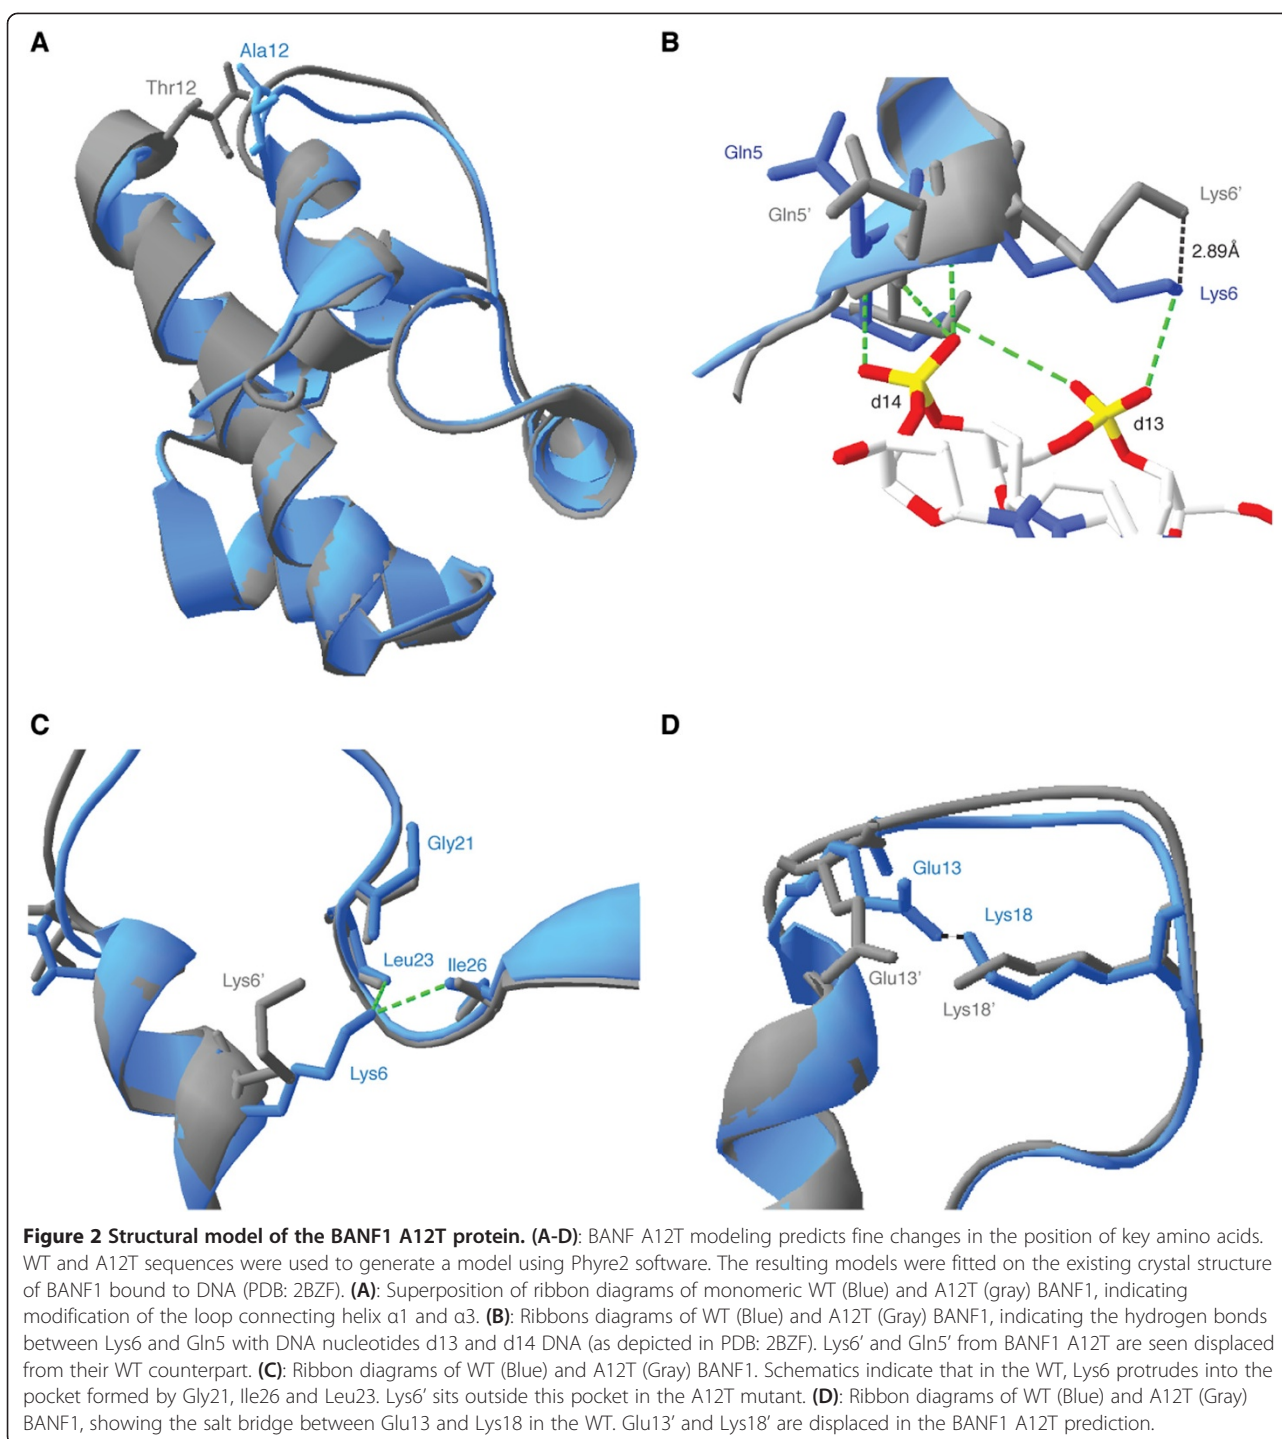 A
Ala12
Thr12
B
Gln5
Gln5’
Lys6’
2.89Å
Lys6
d14
d13
C
Gly21
Leu23
Ile26
Lys6’
Lys6
D
Glu13
Lys18
Glu13’
Lys18’
Figure 2 Structural model of the BANF1 A12T protein. (A-D): BANF A12T modeling predicts fine changes in the position of key amino acids.
WT and A12T sequences were used to generate a model using Phyre2 software. The resulting models were fitted on the existing crystal structure
of BANF1 bound to DNA (PDB: 2BZF). (A): Superposition of ribbon diagrams of monomeric WT (Blue) and A12T (gray) BANF1, indicating
modification of the loop connecting helix α1 and α3. (B): Ribbons diagrams of WT (Blue) and A12T (Gray) BANF1, indicating the hydrogen bonds
between Lys6 and Gln5 with DNA nucleotides d13 and d14 DNA (as depicted in PDB: 2BZF). Lys6’ and Gln5’ from BANF1 A12T are seen displaced
from their WT counterpart. (C): Ribbon diagrams of WT (Blue) and A12T (Gray) BANF1. Schematics indicate that in the WT, Lys6 protrudes into the
pocket formed by Gly21, Ile26 and Leu23. Lys6’ sits outside this pocket in the A12T mutant. (D): Ribbon diagrams of WT (Blue) and A12T (Gray)
BANF1, showing the salt bridge between Glu13 and Lys18 in the WT. Glu13’ and Lys18’ are displaced in the BANF1 A12T prediction.